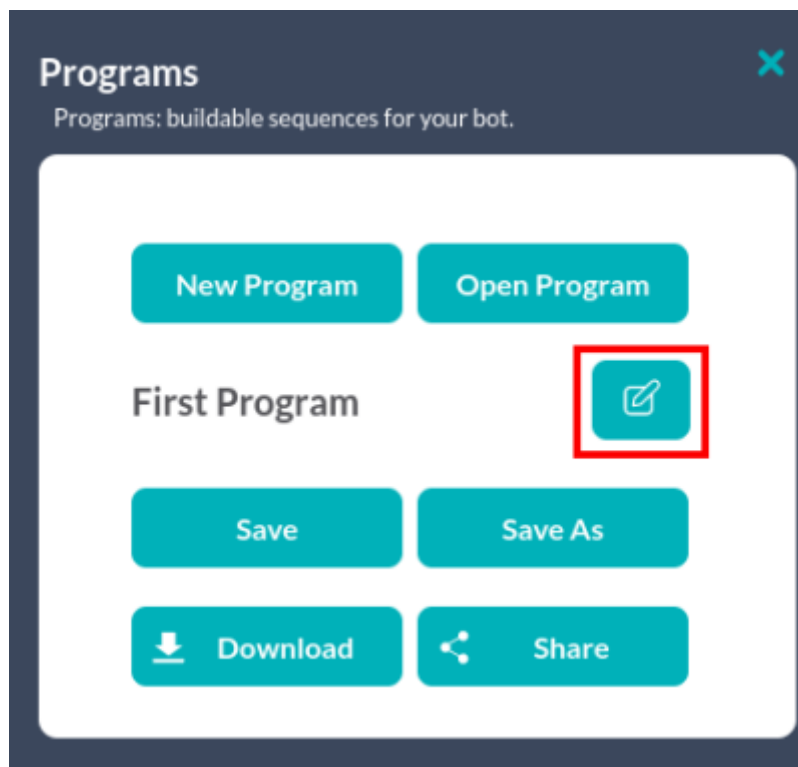 Programs
Programs: buildable sequences for your bot.
New Program
Open Program
First Program
Save
Save As
Download
Share